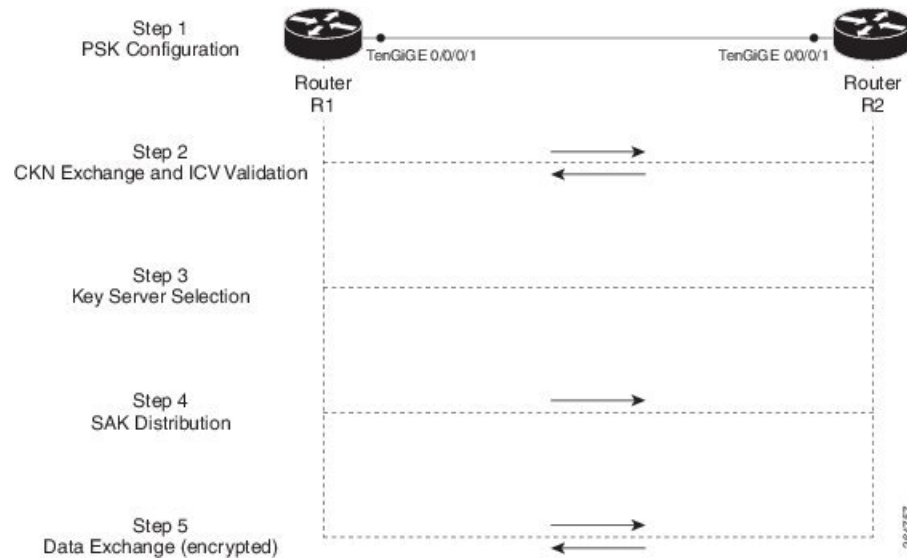 Step 1
PSK Configuration
TenGiGE 0/0/0/1
TenGiGE 0/0/0/1
Router
R1
Router
R2
Step 2
CKN Exchange and ICV Validation
Step 3
Key Server Selection
Step 4
SAK Distribution
Step 5
Data Exchange (encrypted)